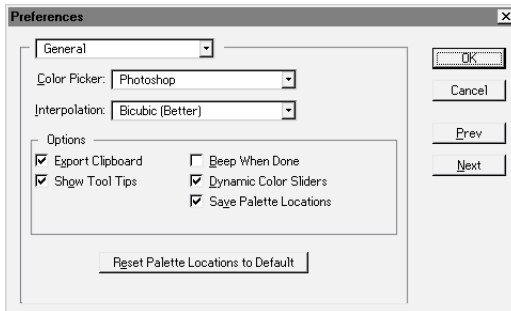 Preferences
General
OK
Color Picker: Photoshop
Cancel
Interpolation: Bicubic (Better)
Prev
Options
Export Clipboard
Beep When Done
Next
Show Tool Tips
Dynamic Color Sliders
Save Palette Locations
Reset Palette Locations to Default